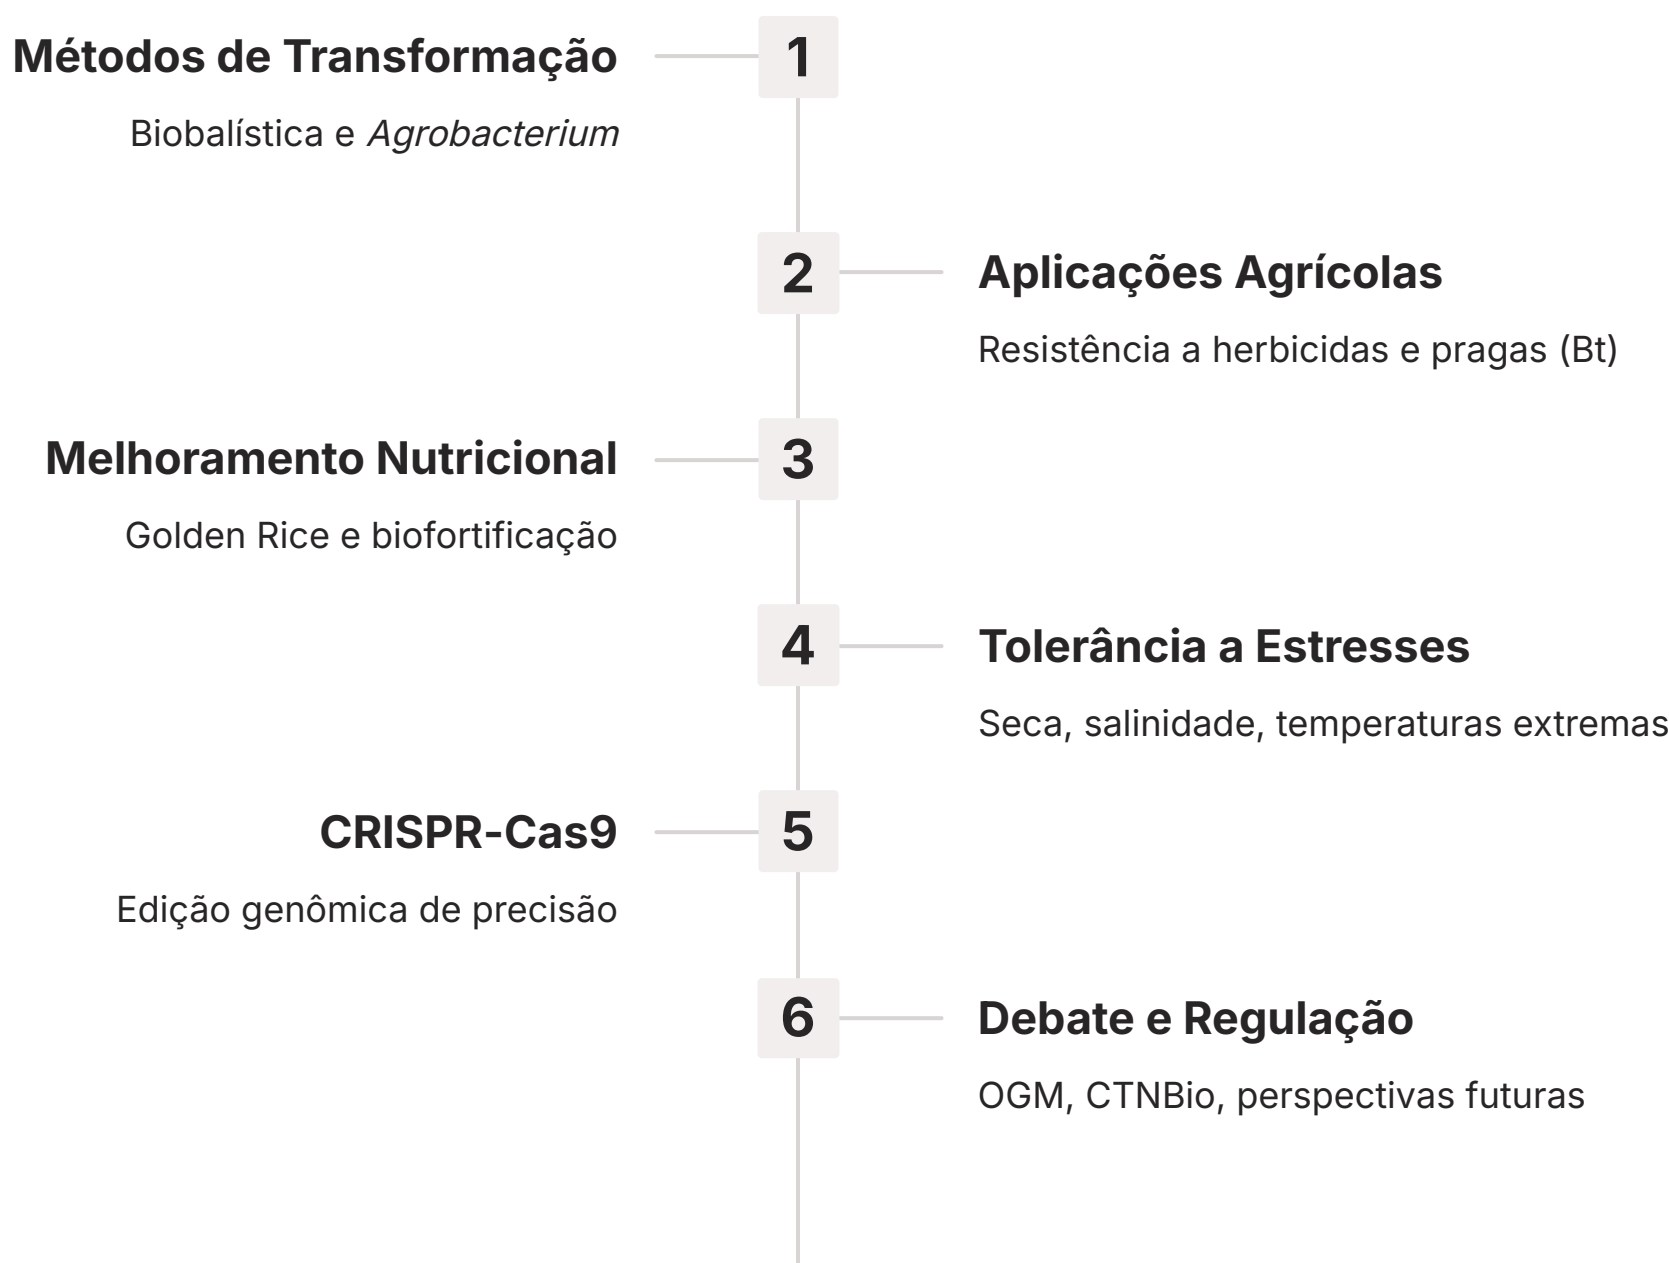 Métodos de Transformação
1
Biobalística e Agrobacterium
2
Aplicações Agrícolas
Resistência a herbicidas e pragas (Bt)
Melhoramento Nutricional
3
Golden Rice e biofortificação
4
Tolerância a Estresses
Seca, salinidade, temperaturas extremas
CRISPR-Cas9
5
Edição genômica de precisão
6
Debate e Regulação
OGM, CTNBio, perspectivas futuras